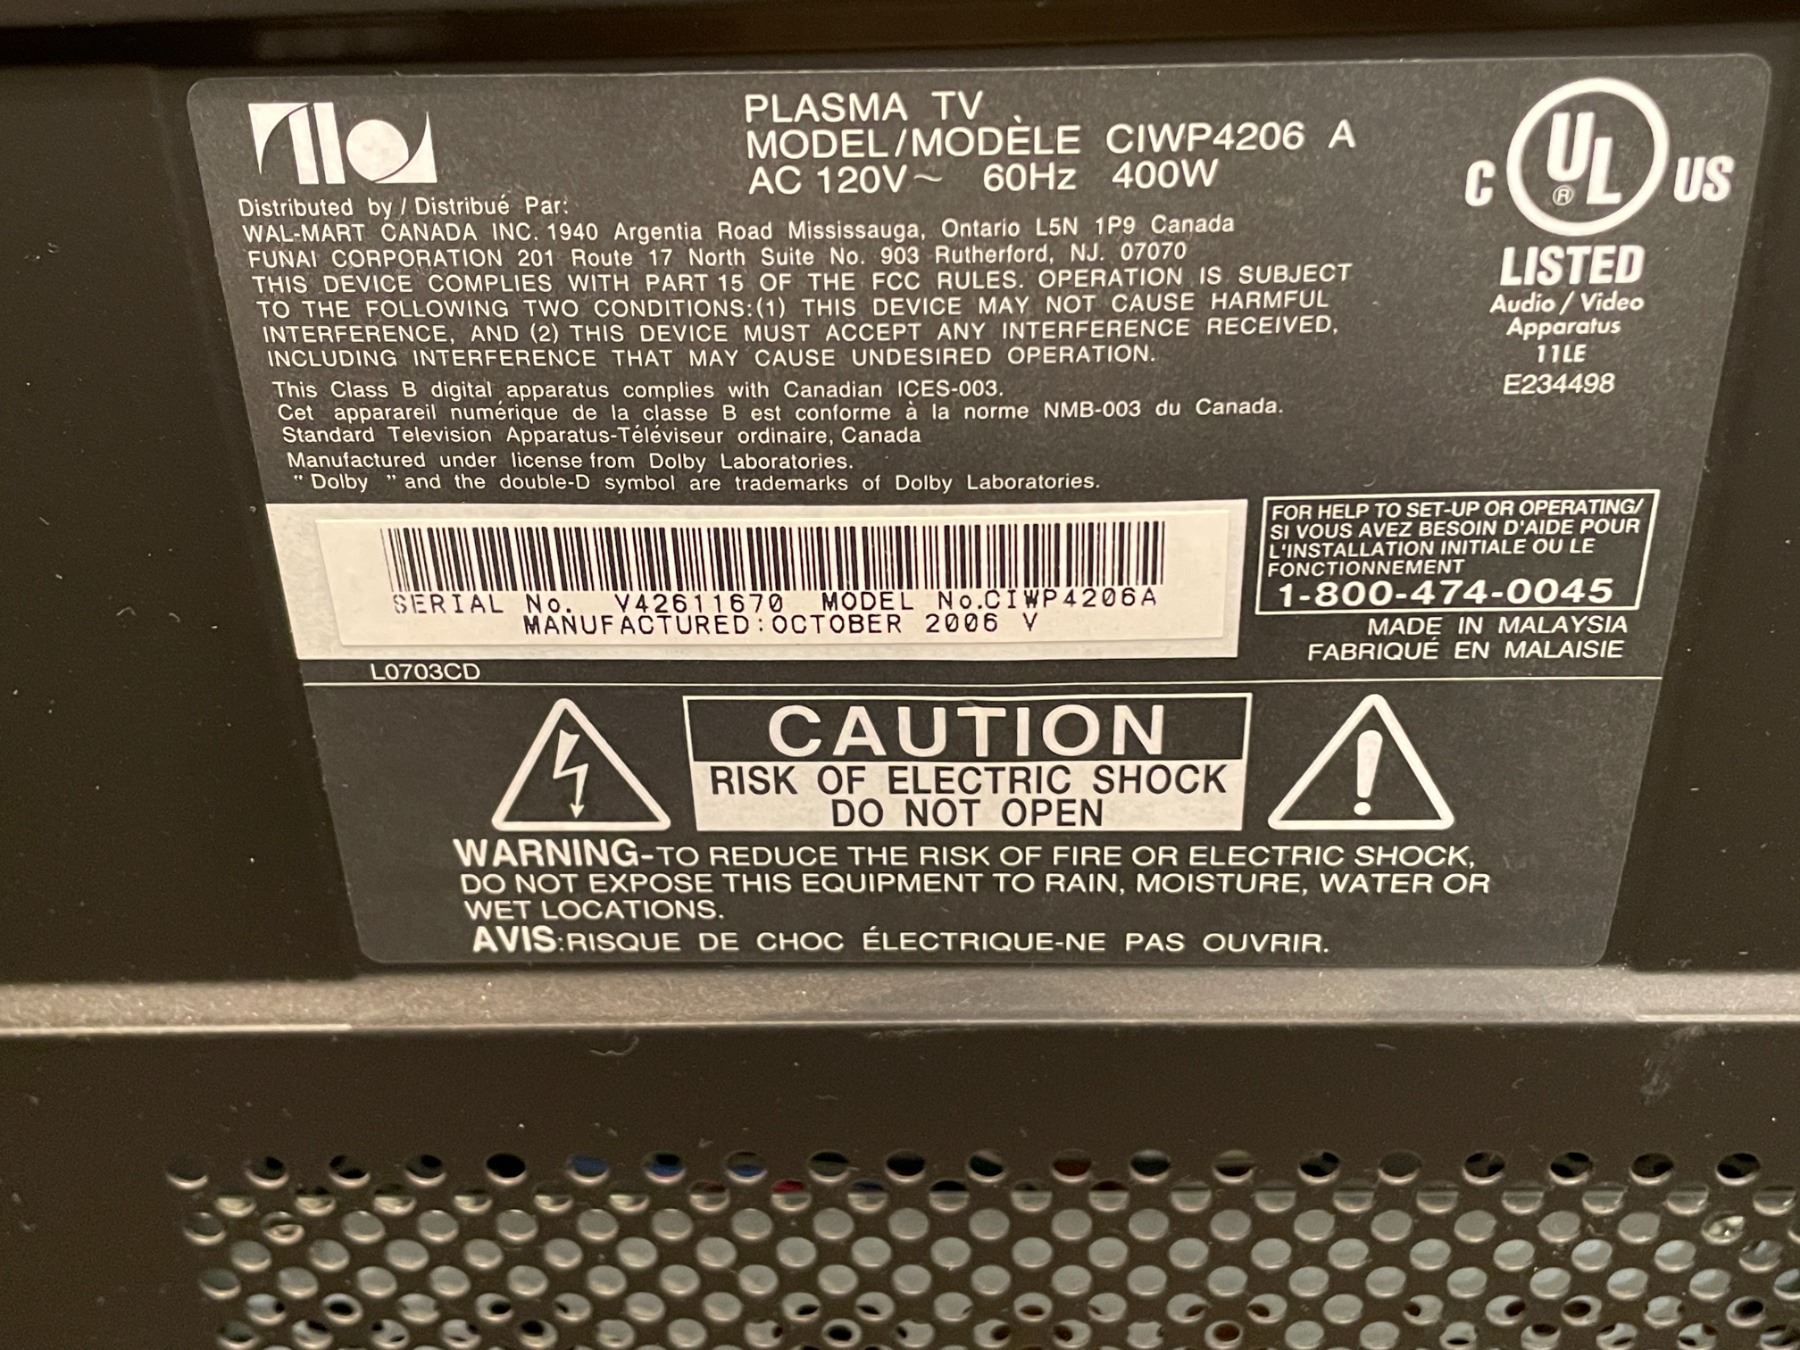 PLASMA TV
MODEL/MODÈLE CIWP4206 A
AC 120V~ 60Hz 400W
Distributed by / Distribué Par:
WAL-MART CANADA INC. 1940 Argentia Road Mississauga, Ontario L5N 1P9 Canada
FUNAI CORPORATION 201 Route 17 North Suite No. 903 Rutherford, NJ. 07070
THIS DEVICE COMPLIES WITH PART 15 OF THE FCC RULES. OPERATION IS SUBJECT
TO THE FOLLOWING TWO CONDITIONS:(1) THIS DEVICE MAY NOT CAUSE HARMFUL
INTERFERENCE, AND (2) THIS DEVICE MUST ACCEPT ANY INTERFERENCE RECEIVED,
INCLUDING INTERFERENCE THAT MAY CAUSE UNDESIRED OPERATION.
This Class B digital apparatus complies with Canadian ICES-003.
Cet apparareil numérique de la classe B est conforme à la norme NMB-003 du Canada.
Standard Television Apparatus-Téléviseur ordinaire, Canada
Manufactured under license from Dolby Laboratories.
" Dolby " and the double-D symbol are trademarks of Dolby Laboratories.
C UL ® US
LISTED
Audio / Video
Apparatus
11LE
E234498
SERIAL No. V42611670 MODEL No.CIWP4206A
MANUFACTURED:OCTOBER 2006 V
FOR HELP TO SET-UP OR OPERATING/
SI VOUS AVEZ BESOIN D'AIDE POUR
L'INSTALLATION INITIALE OU LE
FONCTIONNEMENT
1-800-474-0045
MADE IN MALAYSIA
FABRIQUÉ EN MALAISIE
L0703CD
CAUTION
RISK OF ELECTRIC SHOCK
DO NOT OPEN
WARNING-TO REDUCE THE RISK OF FIRE OR ELECTRIC SHOCK,
DO NOT EXPOSE THIS EQUIPMENT TO RAIN, MOISTURE, WATER OR
WET LOCATIONS.
AVIS:RISQUE DE CHOC ÉLECTRIQUE-NE PAS OUVRIR.